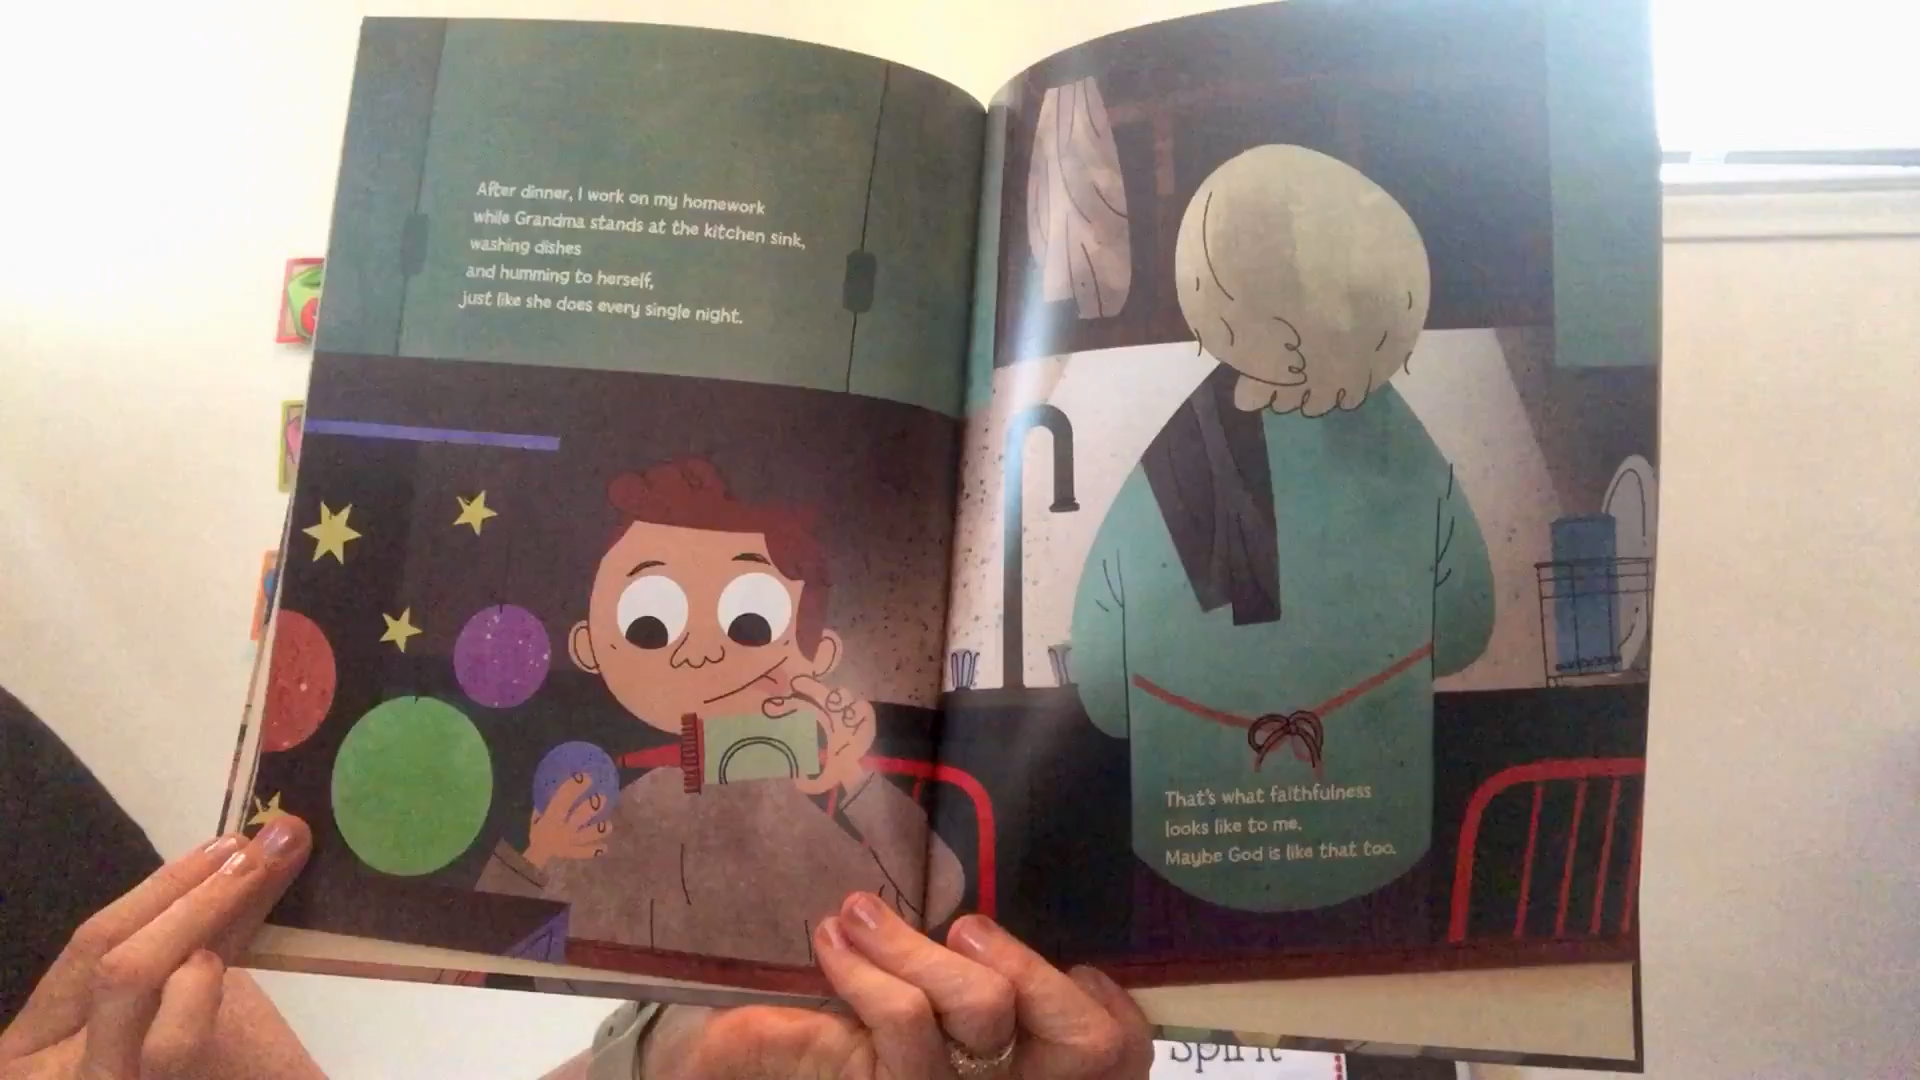 After dinner, I work on my homework
while Grandma stands at the kitchen sink,
washing dishes
and humming to herself,
just like she does every single night.
That's what faithfulness
looks like to me.
Maybe God is like that too.
Spirit